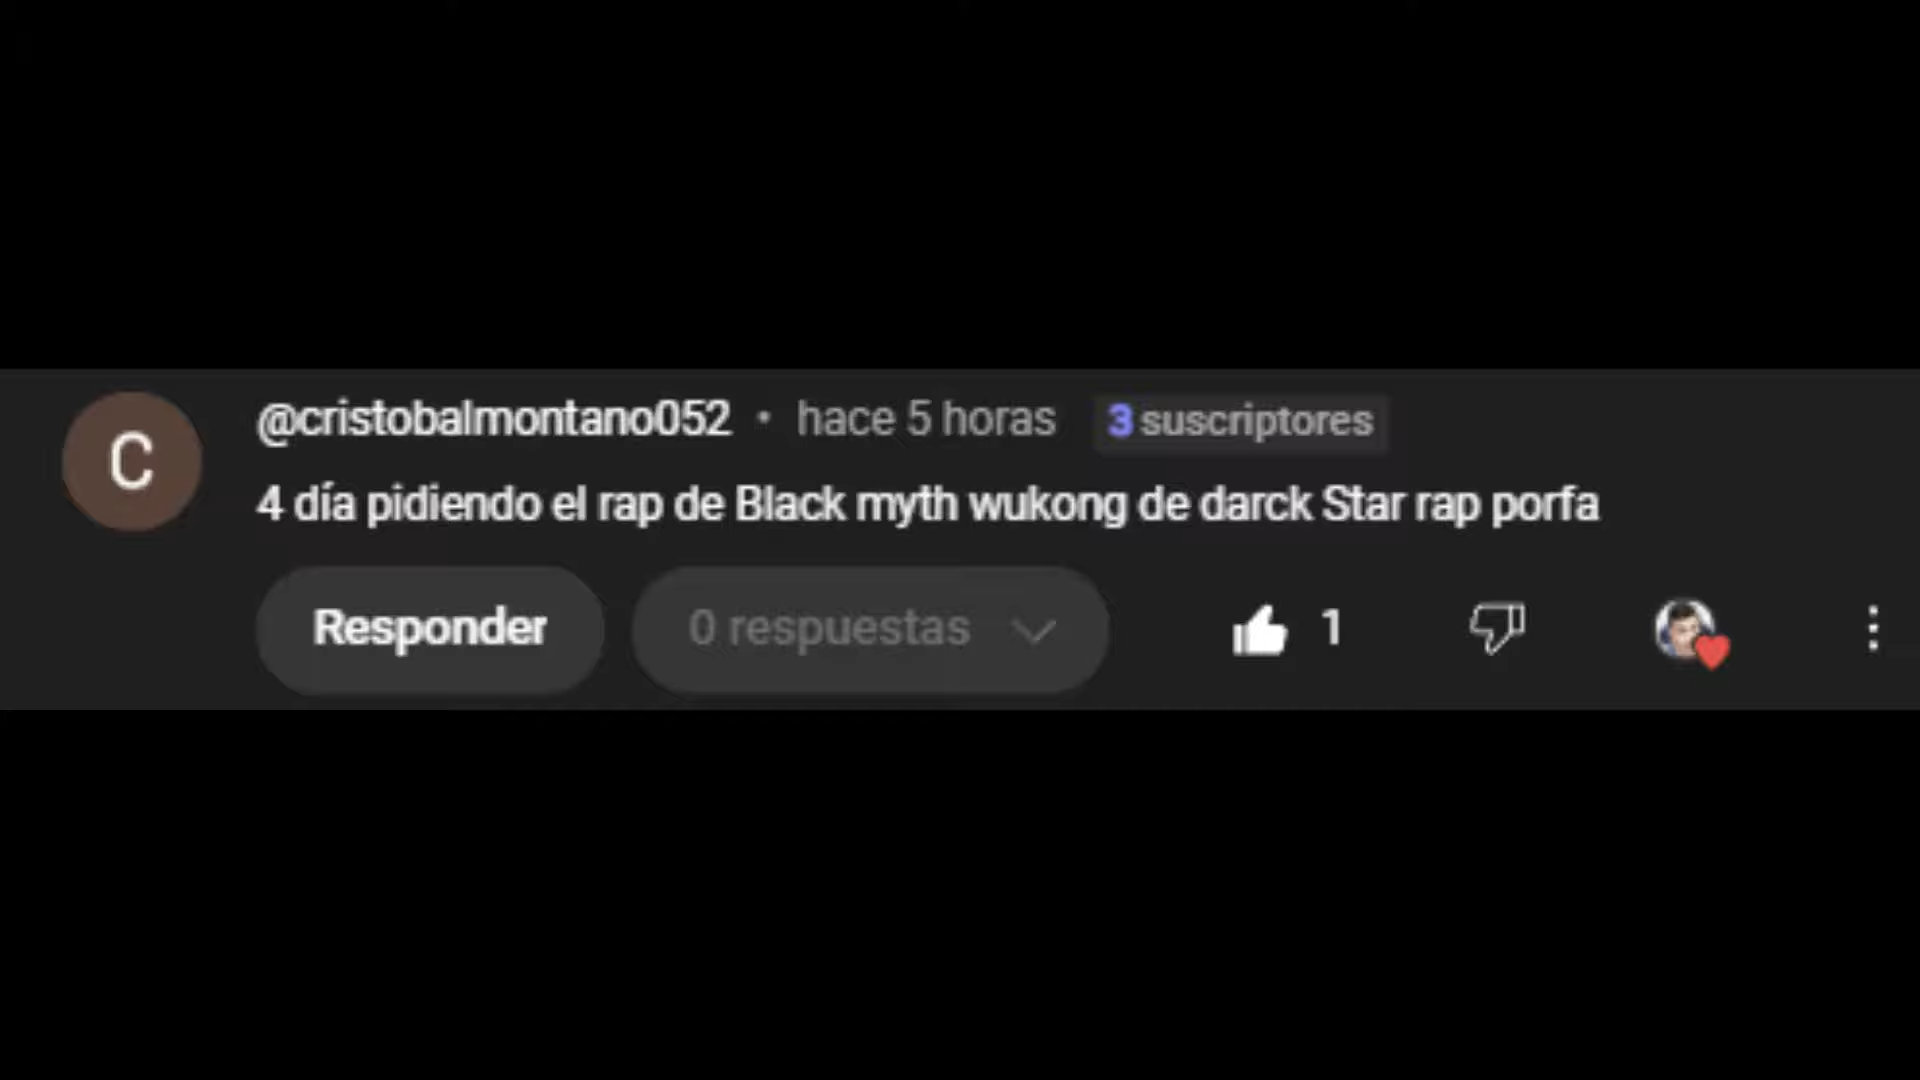 C
@cristobalmontano052 • hace 5 horas 3 suscriptores
4 día pidiendo el rap de Black myth wukong de darck Star rap porfa
Responder 0 respuestas 1